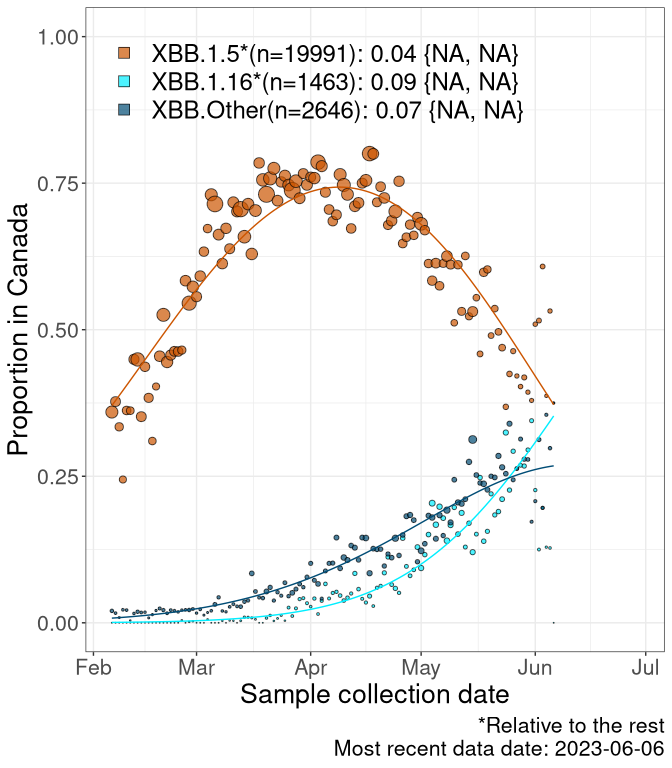 XBB.1.5*(n=19991): 0.04 {NA, NA}
XBB.1.16*(n=1463): 0.09 {NA, NA}
XBB.Other(n=2646): 0.07 {NA, NA}
Proportion in Canada
1.00
0.75
0.50
0.25
0.00
Feb Mar Apr May Jun Jul
Sample collection date
*Relative to the rest
Most recent data date: 2023-06-06